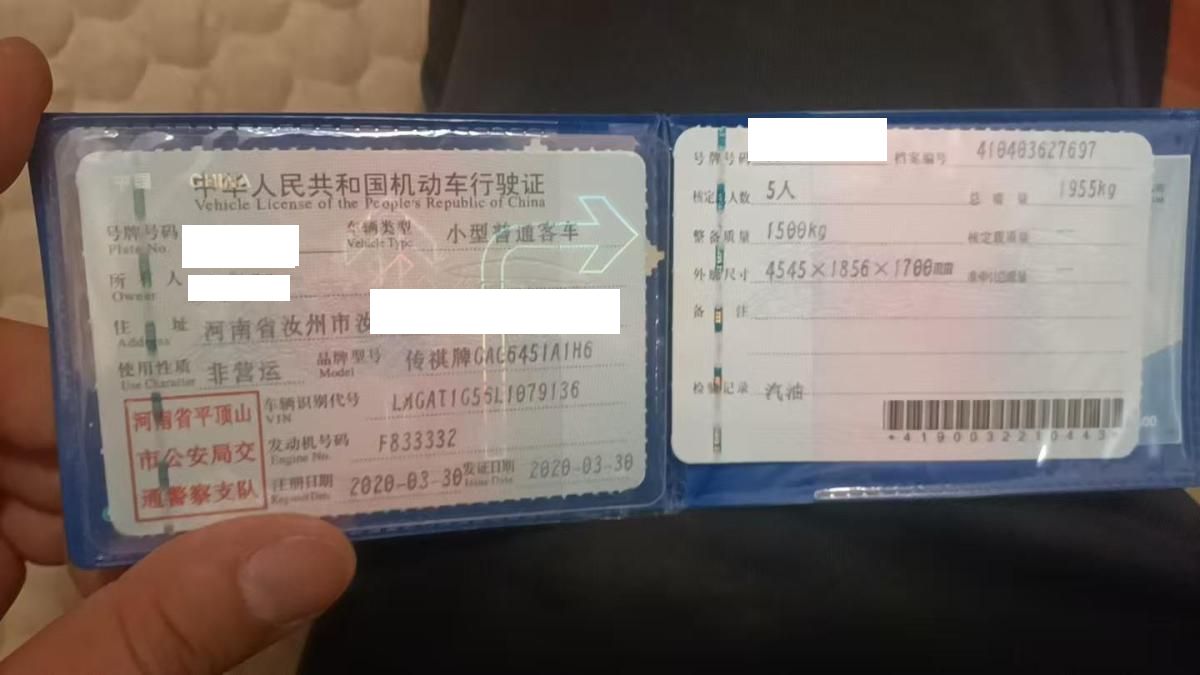 中华人民共和国机动车行驶证
Vehicle License of the People's Republic of China
号牌号码 车辆类型 小型普通客车
Plate No. Vehicle Type
所有人
Owner
住址 河南省汝州市汝
Address
使用性质 非营运 品牌型号 传祺牌GAC6451A1H6
Use Character Model
河南省平顶山
市公安局交
通警察支队
车辆识别代号 LMGAT1G56L1079136
VIN
发动机号码 F833332
Engine No.
注册日期 2020-03-30 发证日期 2020-03-30
Register Date Issue Date
号牌号码 档案编号 410403627697
核定载人数 5人 总质量 1955kg
整备质量 1500kg 核定载质量 —
外廓尺寸 4545×1856×1700mm 准牵引总质量 —
备注
检验记录 汽油
*4190032210443*